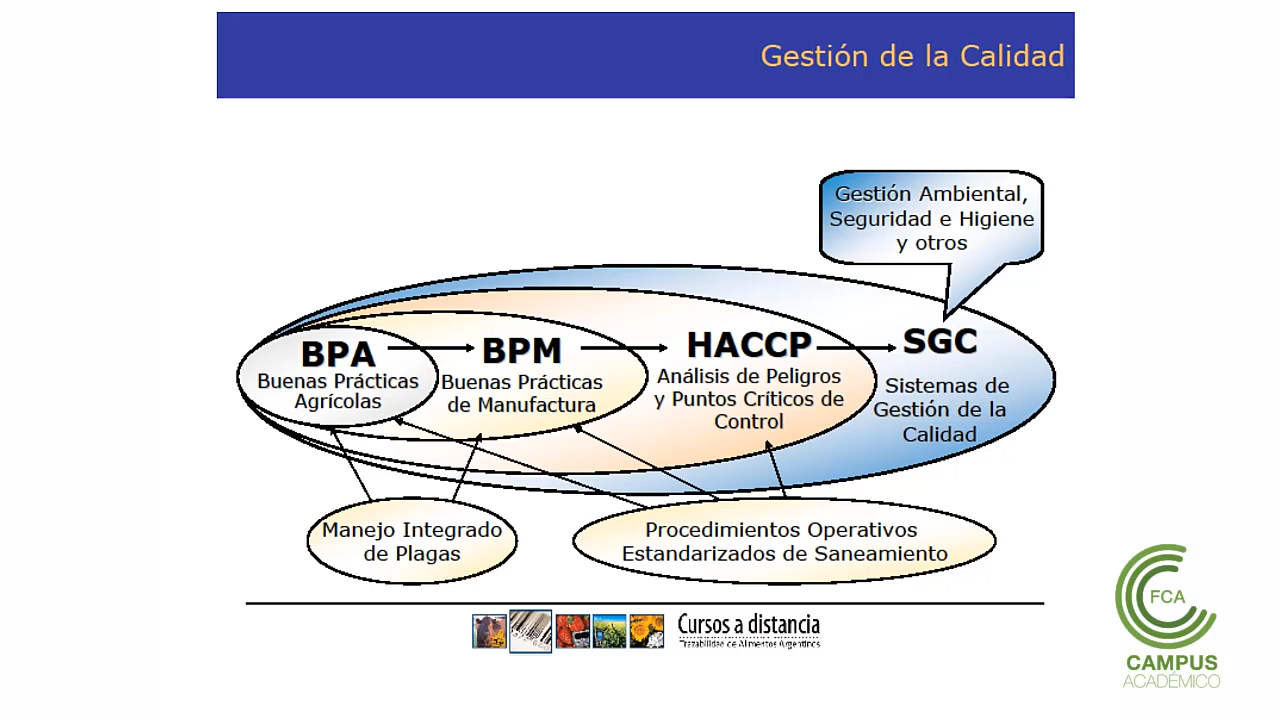 Gestión de la Calidad
Gestión Ambiental,
Seguridad e Higiene
y otros
BPA
Buenas Prácticas
Agrícolas
BPM
Buenas Prácticas
de Manufactura
HACCP
Análisis de Peligros
y Puntos Críticos de
Control
SGC
Sistemas de
Gestión de la
Calidad
Manejo Integrado
de Plagas
Procedimientos Operativos
Estandarizados de Saneamiento
Cursos a distancia
Trazabilidad de Alimentos Argentinos
FCA
CAMPUS
ACADÉMICO